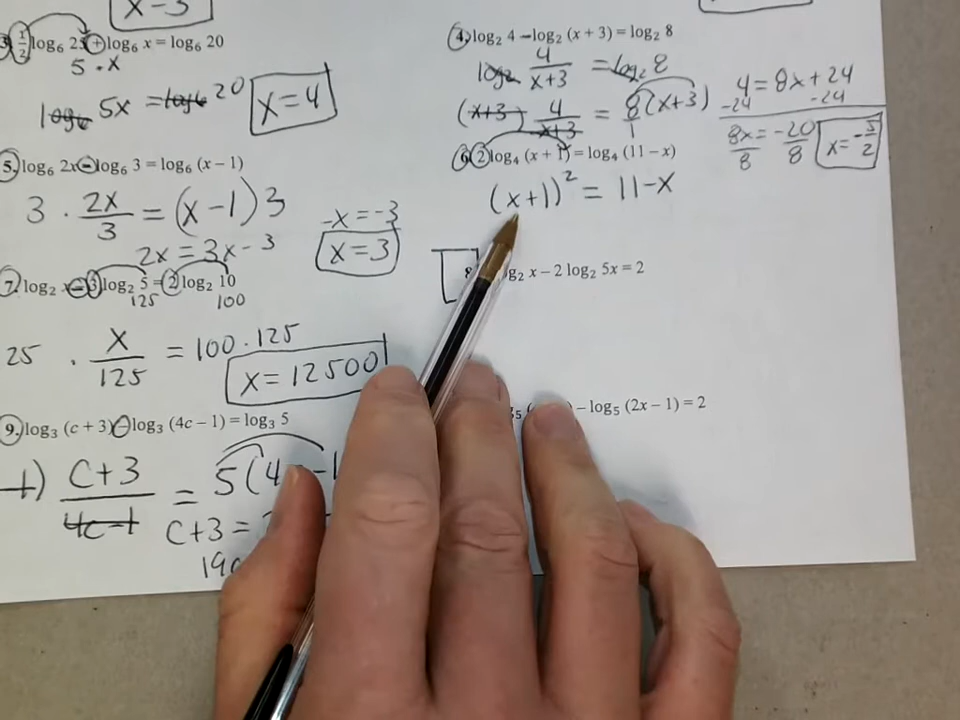 x-3
3. 1/2 log₆ 25 + log₆ x = log₆ 20
5 · x
log₆ 5x = log₆ 20
x = 4
4. log₂ 4 − log₂ (x + 3) = log₂ 8
log₂ 4/(x+3) = log₂ 8
(x+3) 4/(x+3) = 8/1 (x+3)
4 = 8x + 24
-24 -24
8x/8 = -20/8
x = -5/2
5. log₆ 2x − log₆ 3 = log₆ (x − 1)
3 · 2x/3 = (x-1)3
2x = 3x - 3
-x = -3
x = 3
6. 2 log₄ (x + 1) = log₄ (11 − x)
(x+1)² = 11-x
7. log₂ x − 3 log₂ 5 = 2 log₂ 10
125 100
25 · x/125 = 100 · 125
x = 12500
8 log₂ x − 2 log₂ 5x = 2
9. log₃ (c + 3) − log₃ (4c − 1) = log₃ 5
-1) (c+3)/(4c-1) = 5(4 -1
c+3 =
19c
− log₅ (2x − 1) = 2